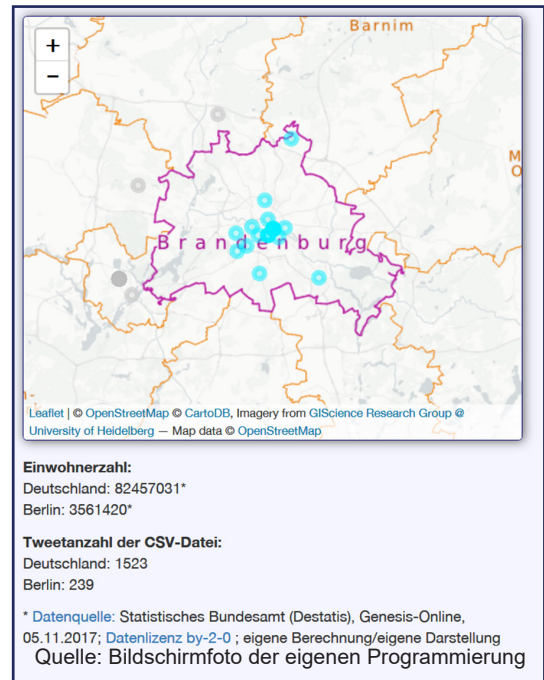 +
Barnim
−
M
O
Brandenburg
Leaflet | © OpenStreetMap © CartoDB, Imagery from GIScience Research Group @
University of Heidelberg — Map data © OpenStreetMap
Einwohnerzahl:
Deutschland: 82457031*
Berlin: 3561420*
Tweetanzahl der CSV-Datei:
Deutschland: 1523
Berlin: 239
* Datenquelle: Statistisches Bundesamt (Destatis), Genesis-Online,
05.11.2017; Datenlizenz by-2-0 ; eigene Berechnung/eigene Darstellung
Quelle: Bildschirmfoto der eigenen Programmierung